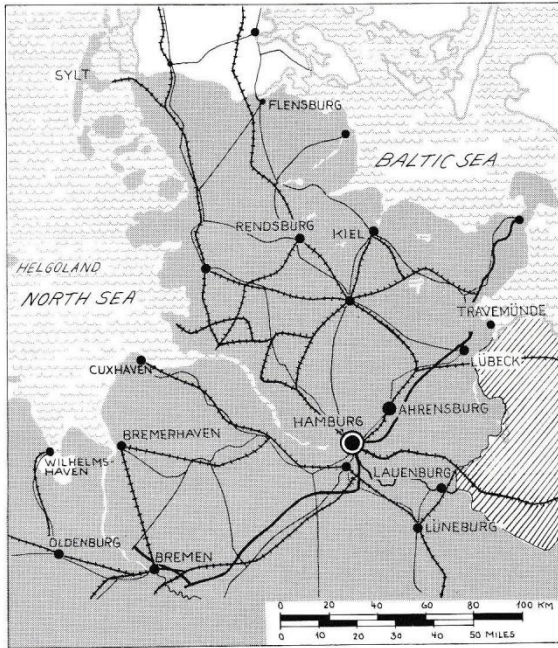 SYLT
FLENSBURG
BALTIC SEA
RENDSBURG
KIEL
HELGOLAND
NORTH SEA
TRAVEMÜNDE
CUXHAVEN
LÜBECK
HAMBURG
AHRENSBURG
BREMERHAVEN
WILHELMS-
HAVEN
LAUENBURG
LÜNEBURG
OLDENBURG
BREMEN
0 20 40 60 80 100 KM
0 10 20 30 40 50 MILES